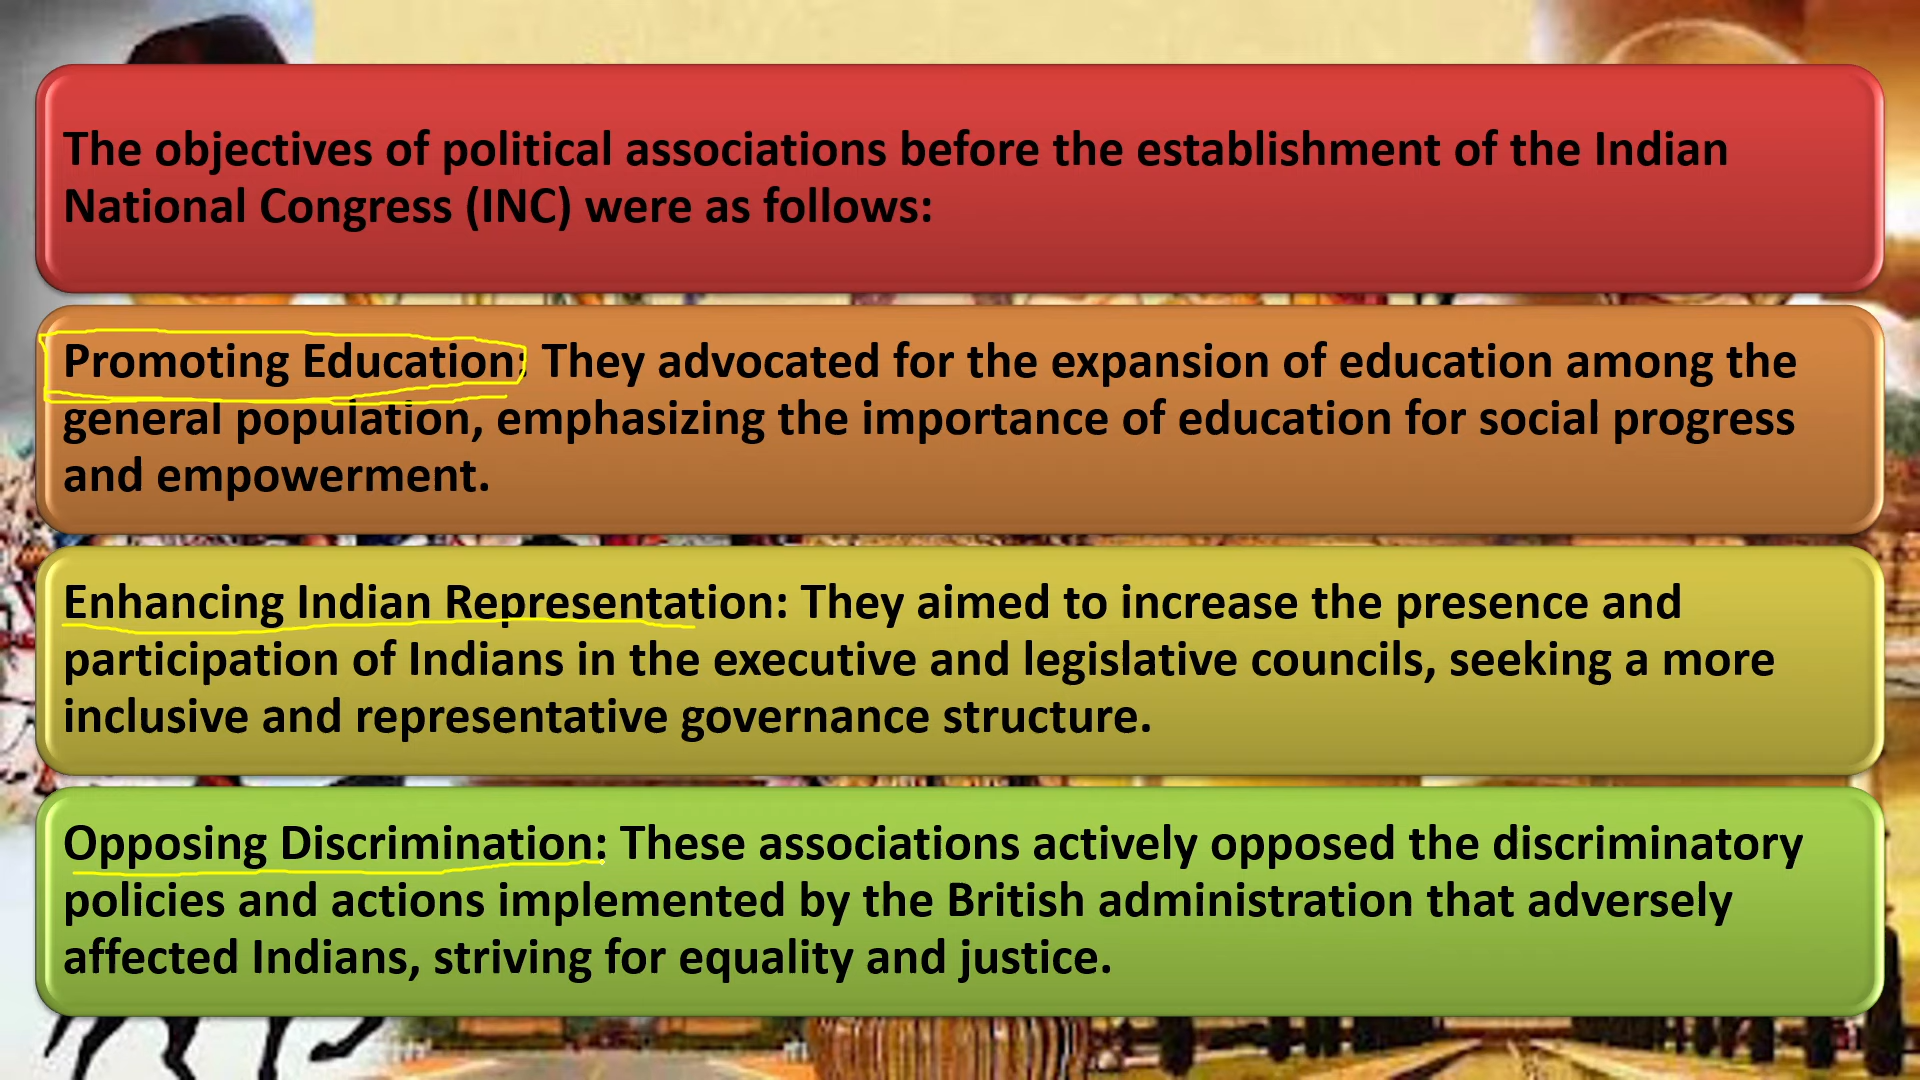 The objectives of political associations before the establishment of the Indian
National Congress (INC) were as follows:
Promoting Education: They advocated for the expansion of education among the
general population, emphasizing the importance of education for social progress
and empowerment.
Enhancing Indian Representation: They aimed to increase the presence and
participation of Indians in the executive and legislative councils, seeking a more
inclusive and representative governance structure.
Opposing Discrimination: These associations actively opposed the discriminatory
policies and actions implemented by the British administration that adversely
affected Indians, striving for equality and justice.